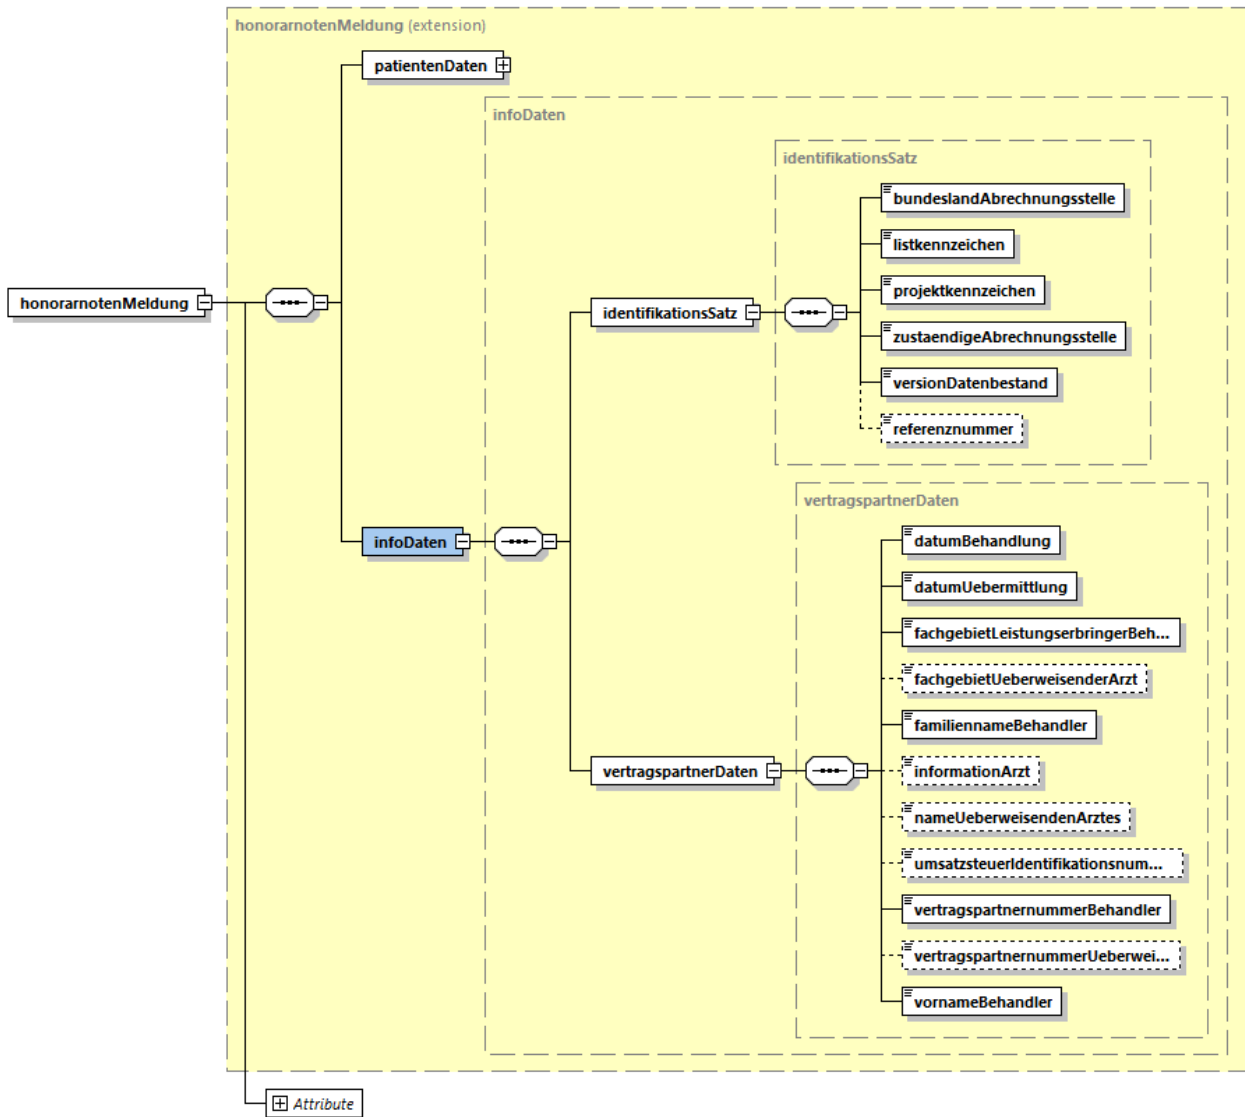 honorarnotenMeldung (extension)
patientenDaten
infoDaten
identifikationsSatz
bundeslandAbrechnungsstelle
listkennzeichen
projektkennzeichen
honorarnotenMeldung
identifikationsSatz
zustaendigeAbrechnungsstelle
versionDatenbestand
referenznummer
vertragspartnerDaten
infoDaten
datumBehandlung
datumUebermittlung
fachgebietLeistungserbringerBeh...
fachgebietUeberweisenderArzt
familiennameBehandler
vertragspartnerDaten
informationArzt
nameUeberweisendenArztes
umsatzsteuerIdentifikationsnum...
vertragspartnernummerBehandler
vertragspartnernummerUeberwei...
vornameBehandler
Attribute